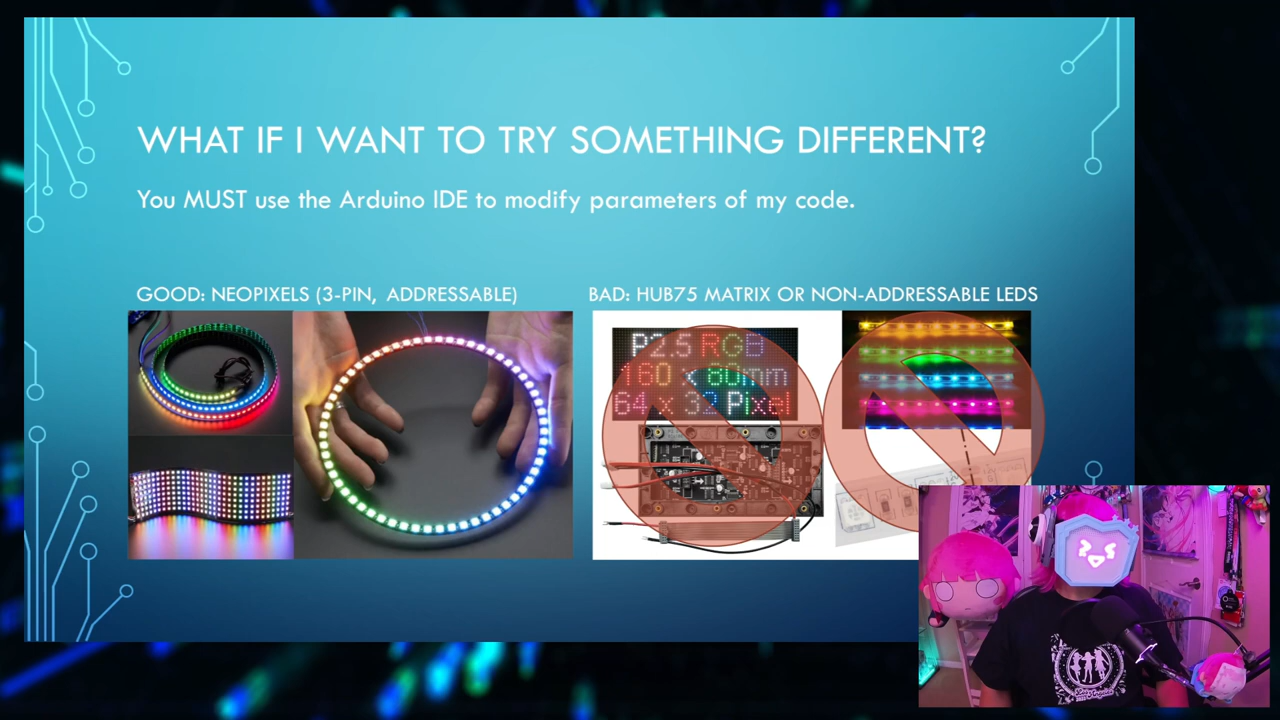 WHAT IF I WANT TO TRY SOMETHING DIFFERENT?
You MUST use the Arduino IDE to modify parameters of my code.
GOOD: NEOPIXELS (3-PIN, ADDRESSABLE)
BAD: HUB75 MATRIX OR NON-ADDRESSABLE LEDS
P2.5 RGB
160 x 80mm
64 x 32 Pixel